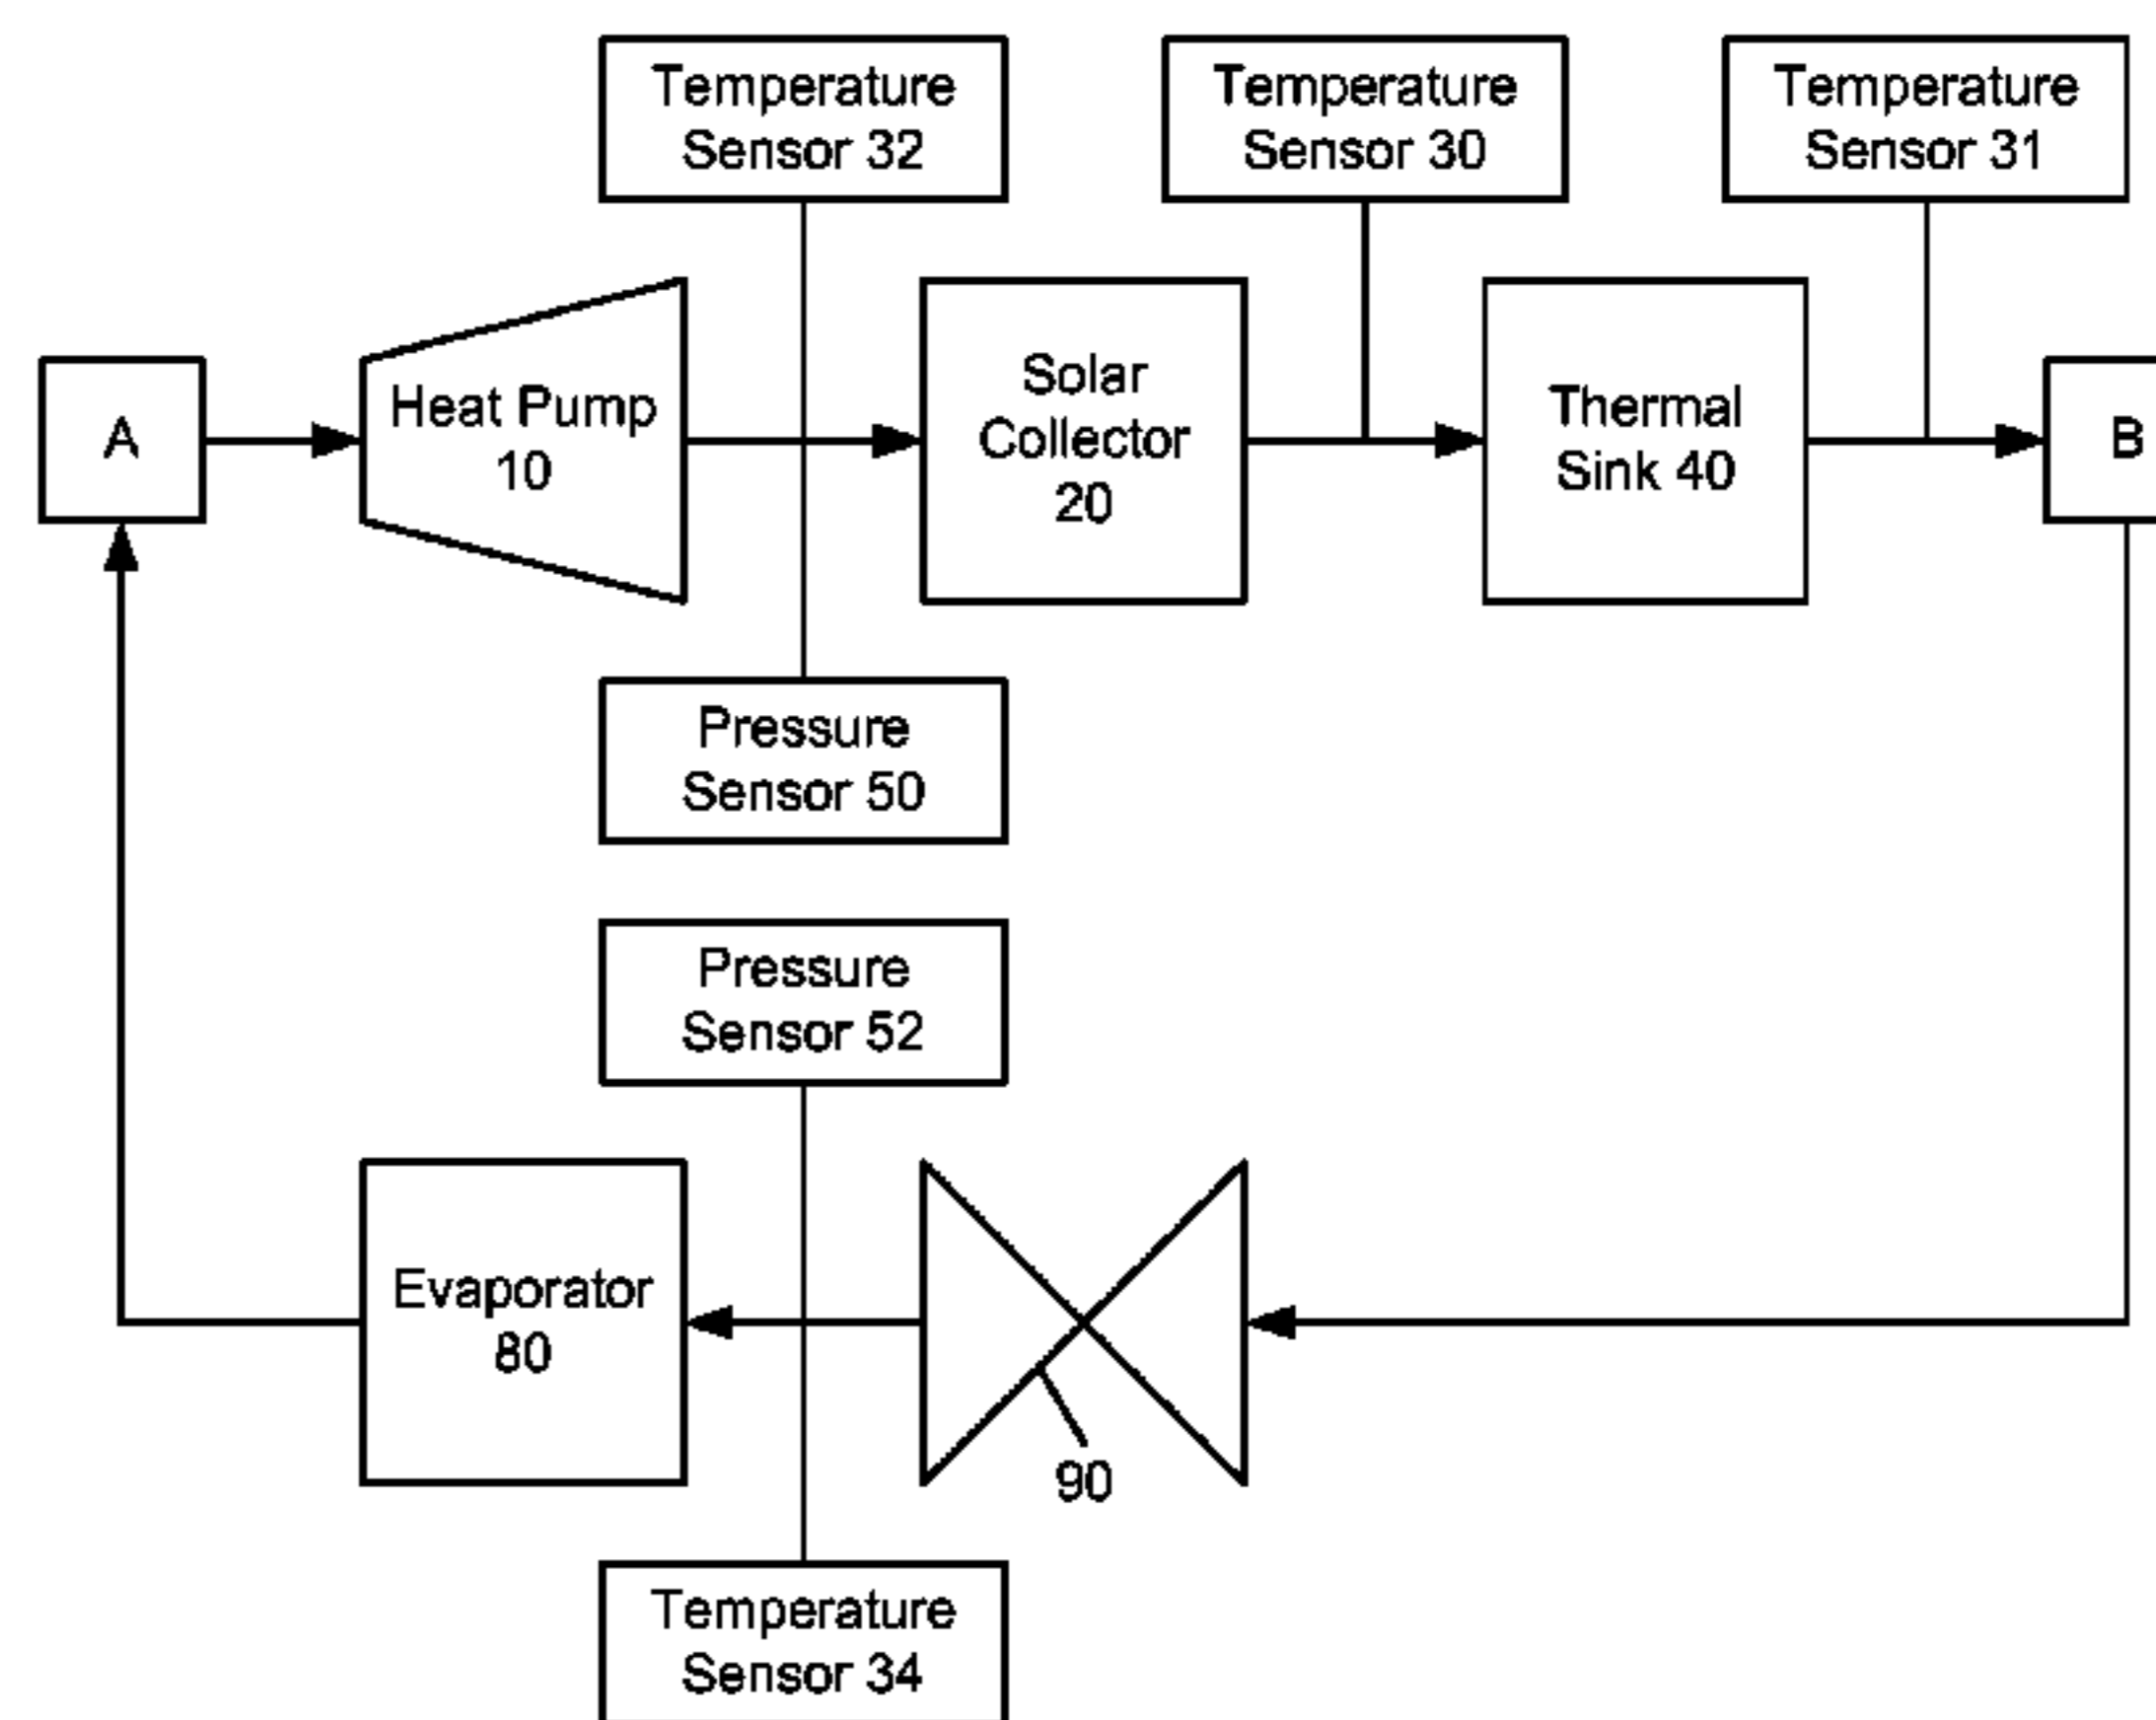 Temperature
Sensor 32
Temperature
Sensor 30
Temperature
Sensor 31
A
Heat Pump
10
Solar
Collector
20
Thermal
Sink 40
B
Pressure
Sensor 50
Pressure
Sensor 52
Evaporator
80
90
Temperature
Sensor 34